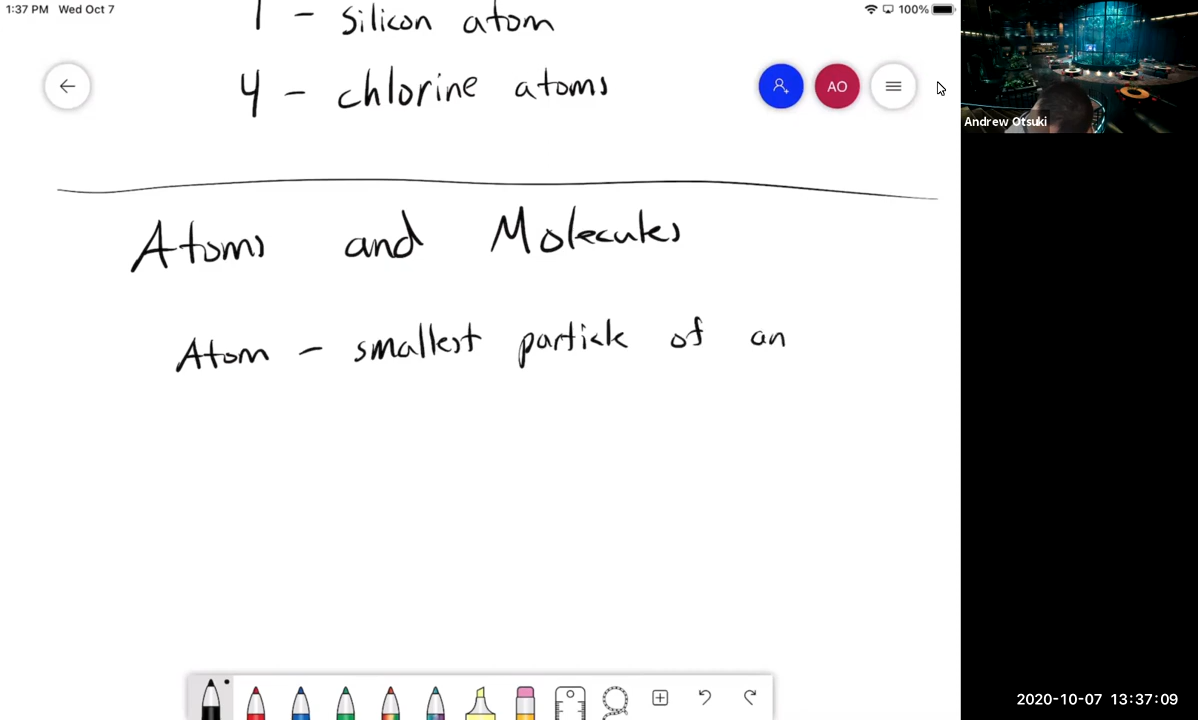 1:37 PM Wed Oct 7
100%
1 - silicon atom
4 - chlorine atoms
AO
Andrew Otsuki
Atoms and Molecules
Atom - smallest particle of an
2020-10-07 13:37:09